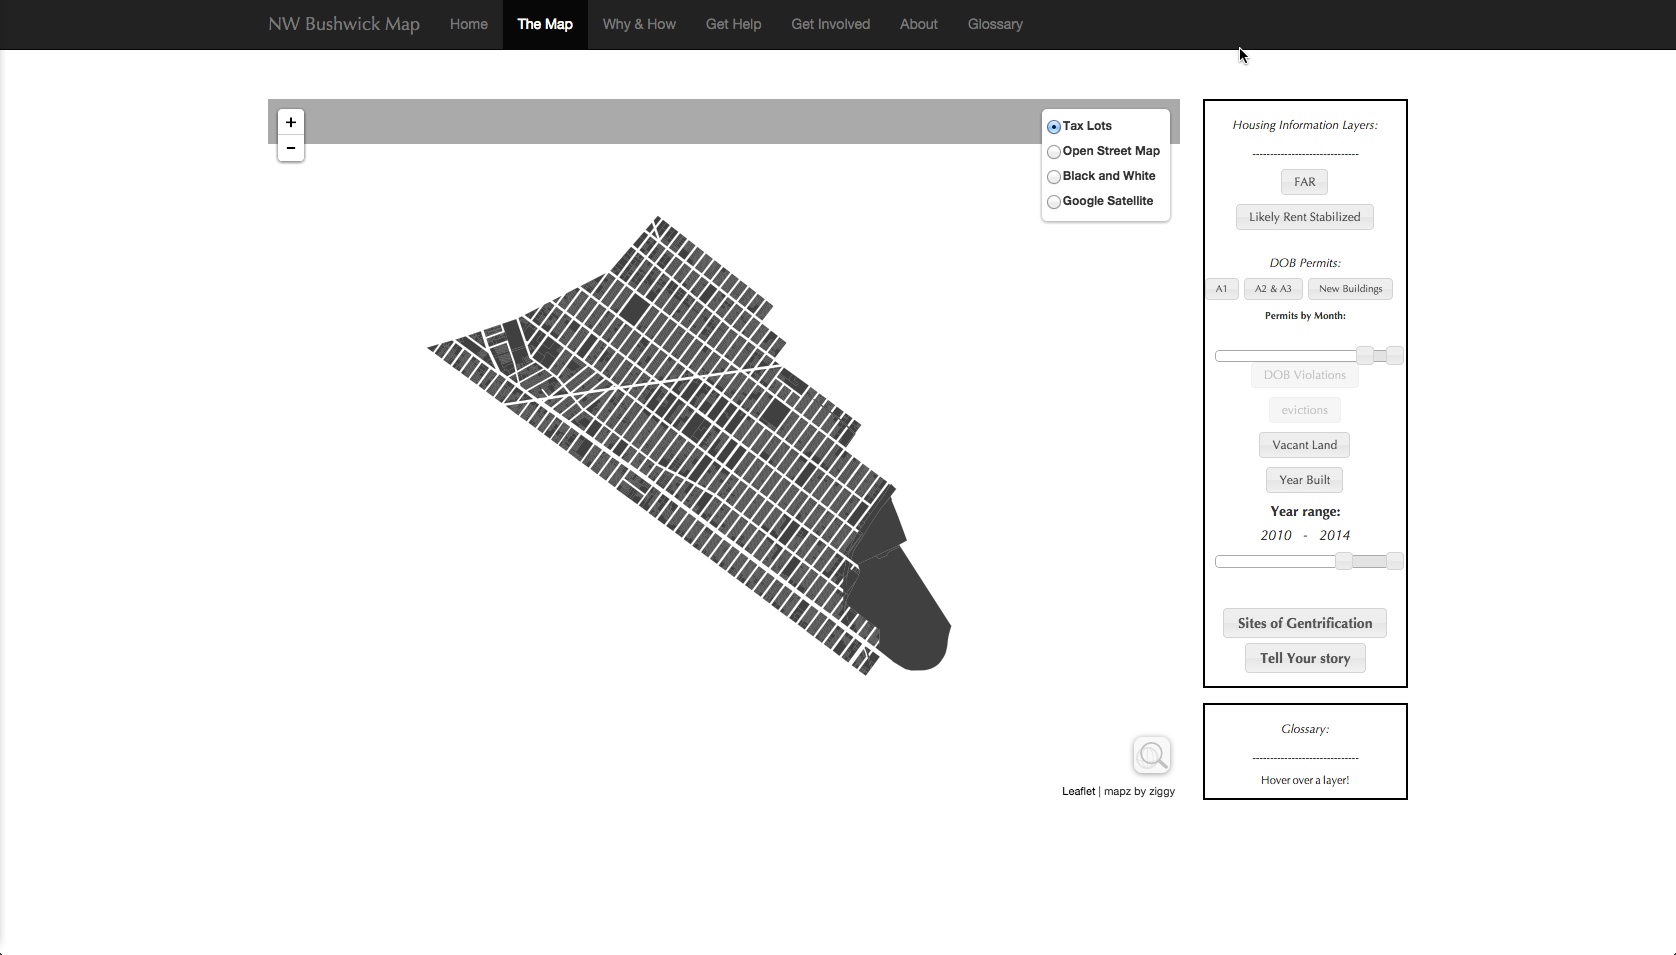 NW Bushwick Map Home The Map Why & How Get Help Get Involved About Glossary
+
-
Tax Lots
Open Street Map
Black and White
Google Satellite
Leaflet | mapz by ziggy
Housing Information Layers:
------------------------------
FAR
Likely Rent Stabilized
DOB Permits:
A1 A2 & A3 New Buildings
Permits by Month:
DOB Violations
evictions
Vacant Land
Year Built
Year range:
2010 - 2014
Sites of Gentrification
Tell Your story
Glossary:
------------------------------
Hover over a layer!